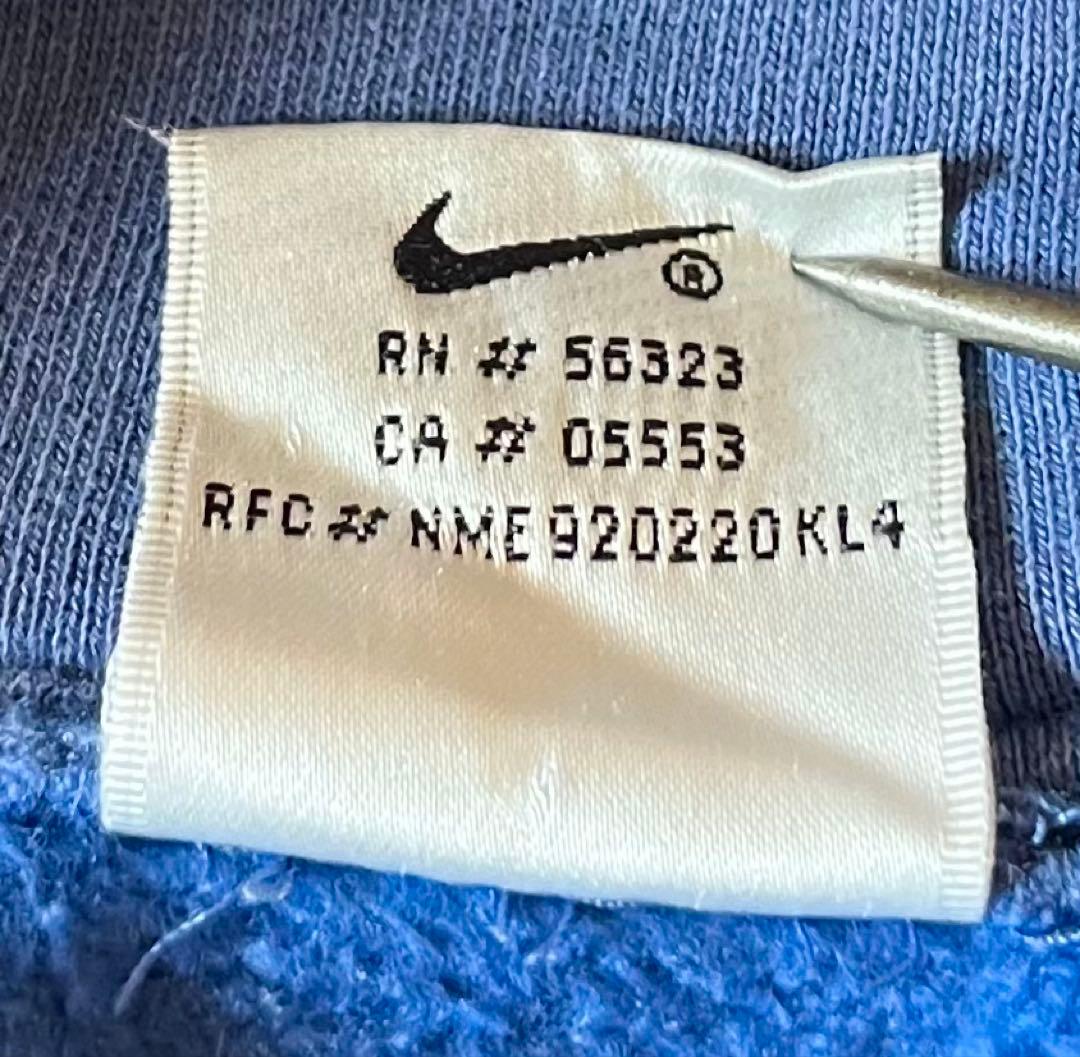 ®
RN # 56323
CA # 05553
RFC # NME920220KL4